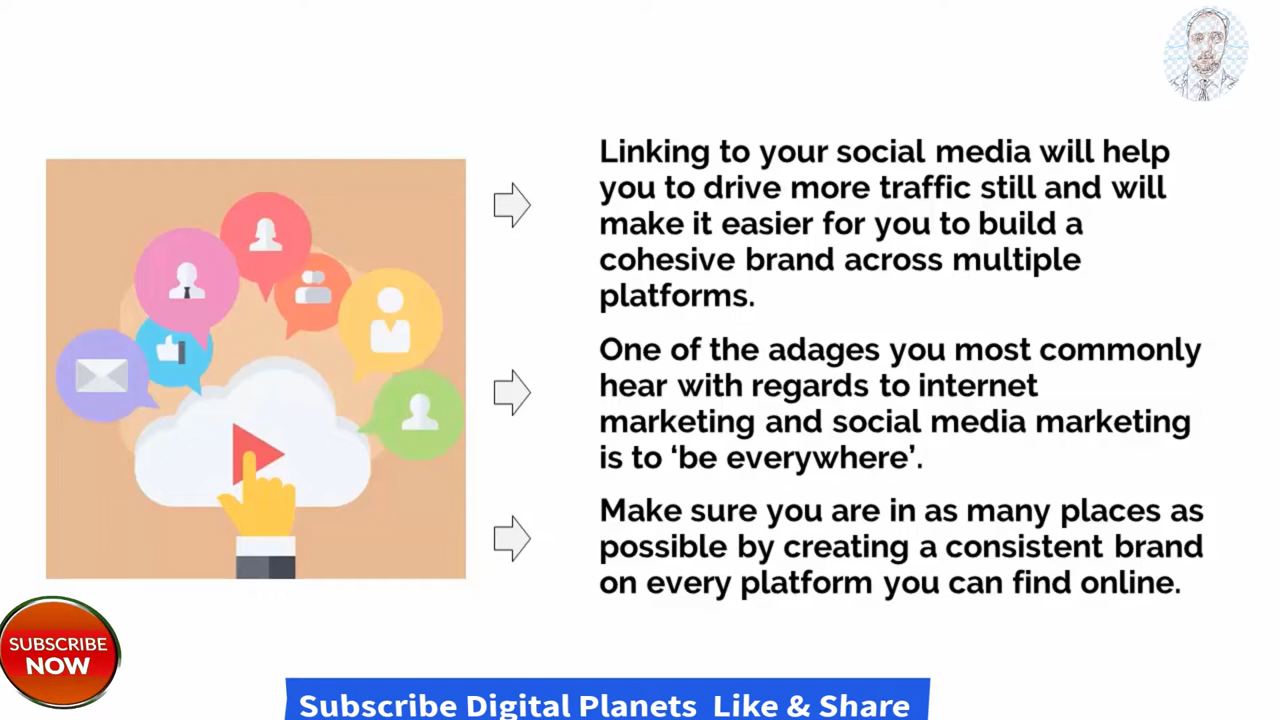 Linking to your social media will help
you to drive more traffic still and will
make it easier for you to build a
cohesive brand across multiple
platforms.
One of the adages you most commonly
hear with regards to internet
marketing and social media marketing
is to ‘be everywhere’.
Make sure you are in as many places as
possible by creating a consistent brand
on every platform you can find online.
SUBSCRIBE
NOW
Subscribe Digital Planets Like & Share